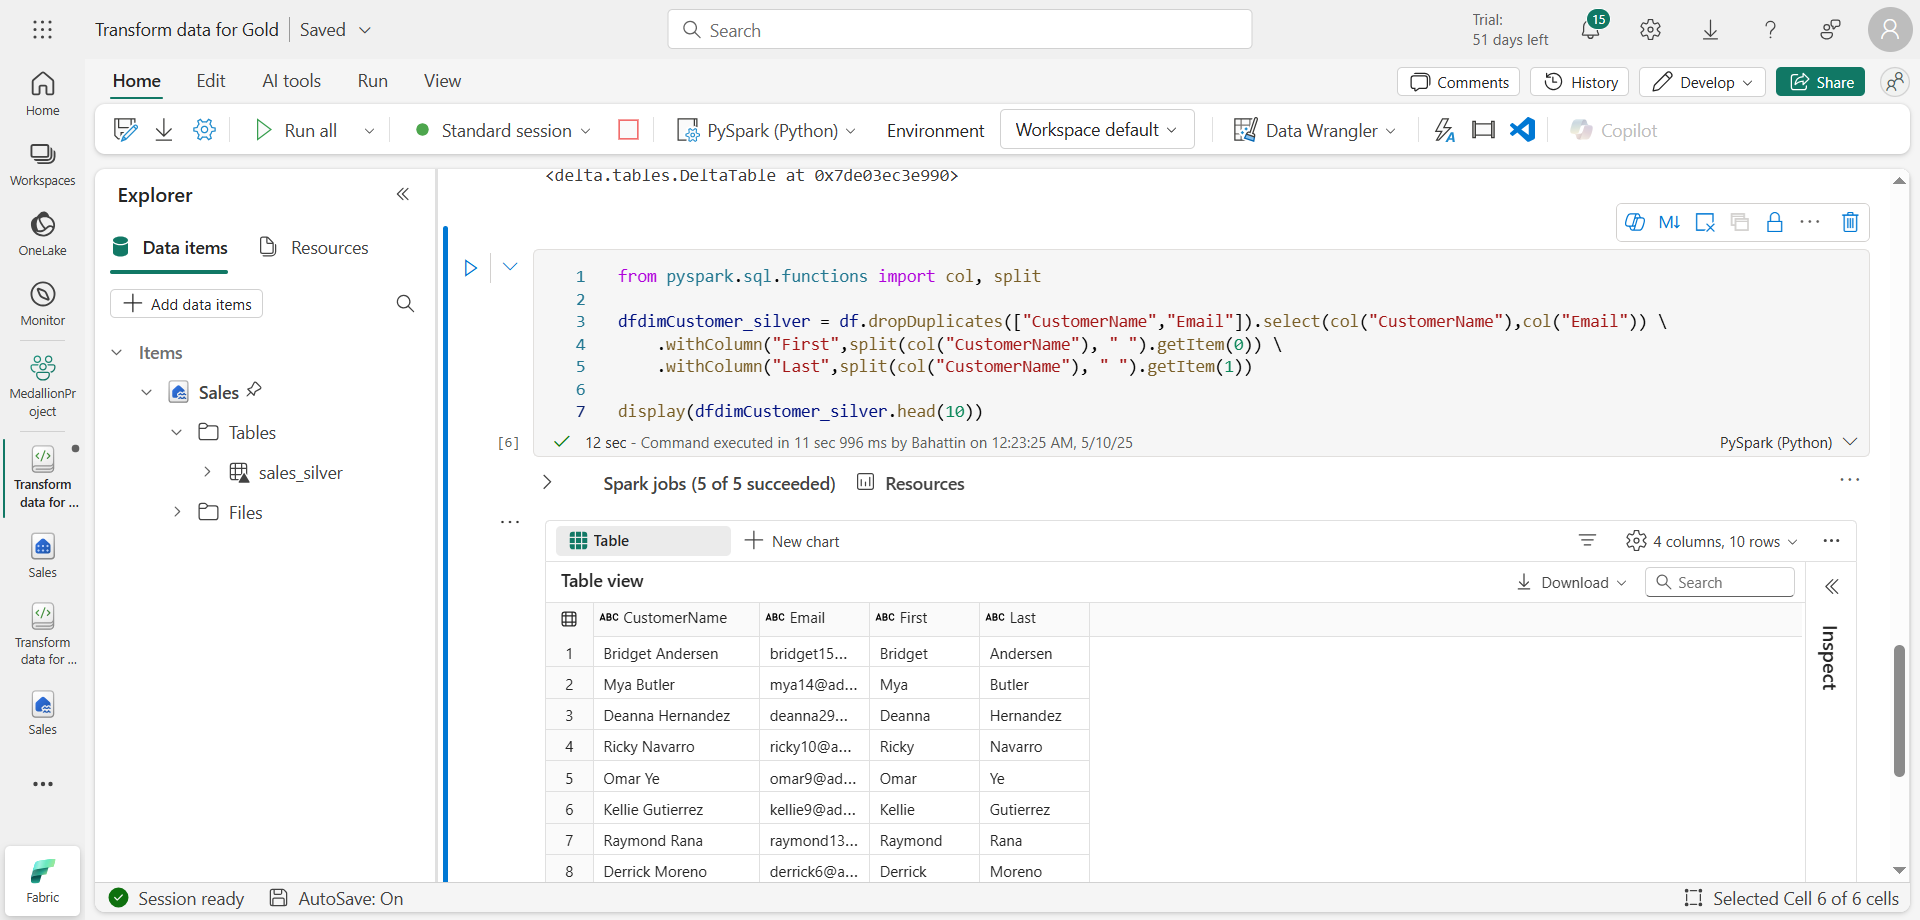 Transform data for Gold | Saved
Search
Trial:
51 days left
15
Home
Edit
AI tools
Run
View
Comments
History
Develop
Share
Run all
Standard session
PySpark (Python)
Environment
Workspace default
Data Wrangler
Copilot
Home
Workspaces
OneLake
Monitor
MedallionPr
oject
Transform
data for ...
Sales
Transform
data for ...
Sales
Fabric
Explorer
Data items
Resources
Add data items
Items
Sales
Tables
sales_silver
Files
<delta.tables.DeltaTable at 0x7de03ec3e990>
M↓
1 from pyspark.sql.functions import col, split
2
3 dfdimCustomer_silver = df.dropDuplicates(["CustomerName","Email"]).select(col("CustomerName"),col("Email")) \
4 .withColumn("First",split(col("CustomerName"), " ").getItem(0)) \
5 .withColumn("Last",split(col("CustomerName"), " ").getItem(1))
6
7 display(dfdimCustomer_silver.head(10))
[6] 12 sec - Command executed in 11 sec 996 ms by Bahattin on 12:23:25 AM, 5/10/25
PySpark (Python)
Spark jobs (5 of 5 succeeded)
Resources
Table
New chart
4 columns, 10 rows
Table view
Download
Search
Inspect
ABC CustomerName ABC Email ABC First ABC Last
1 Bridget Andersen bridget15... Bridget Andersen
2 Mya Butler mya14@ad... Mya Butler
3 Deanna Hernandez deanna29... Deanna Hernandez
4 Ricky Navarro ricky10@a... Ricky Navarro
5 Omar Ye omar9@ad... Omar Ye
6 Kellie Gutierrez kellie9@ad... Kellie Gutierrez
7 Raymond Rana raymond13... Raymond Rana
8 Derrick Moreno derrick6@a... Derrick Moreno
Session ready
AutoSave: On
Selected Cell 6 of 6 cells